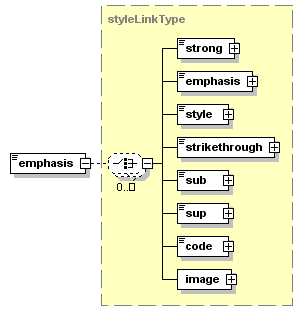 styleLinkType
strong
emphasis
style
strikethrough
emphasis
0..
sub
sup
code
image